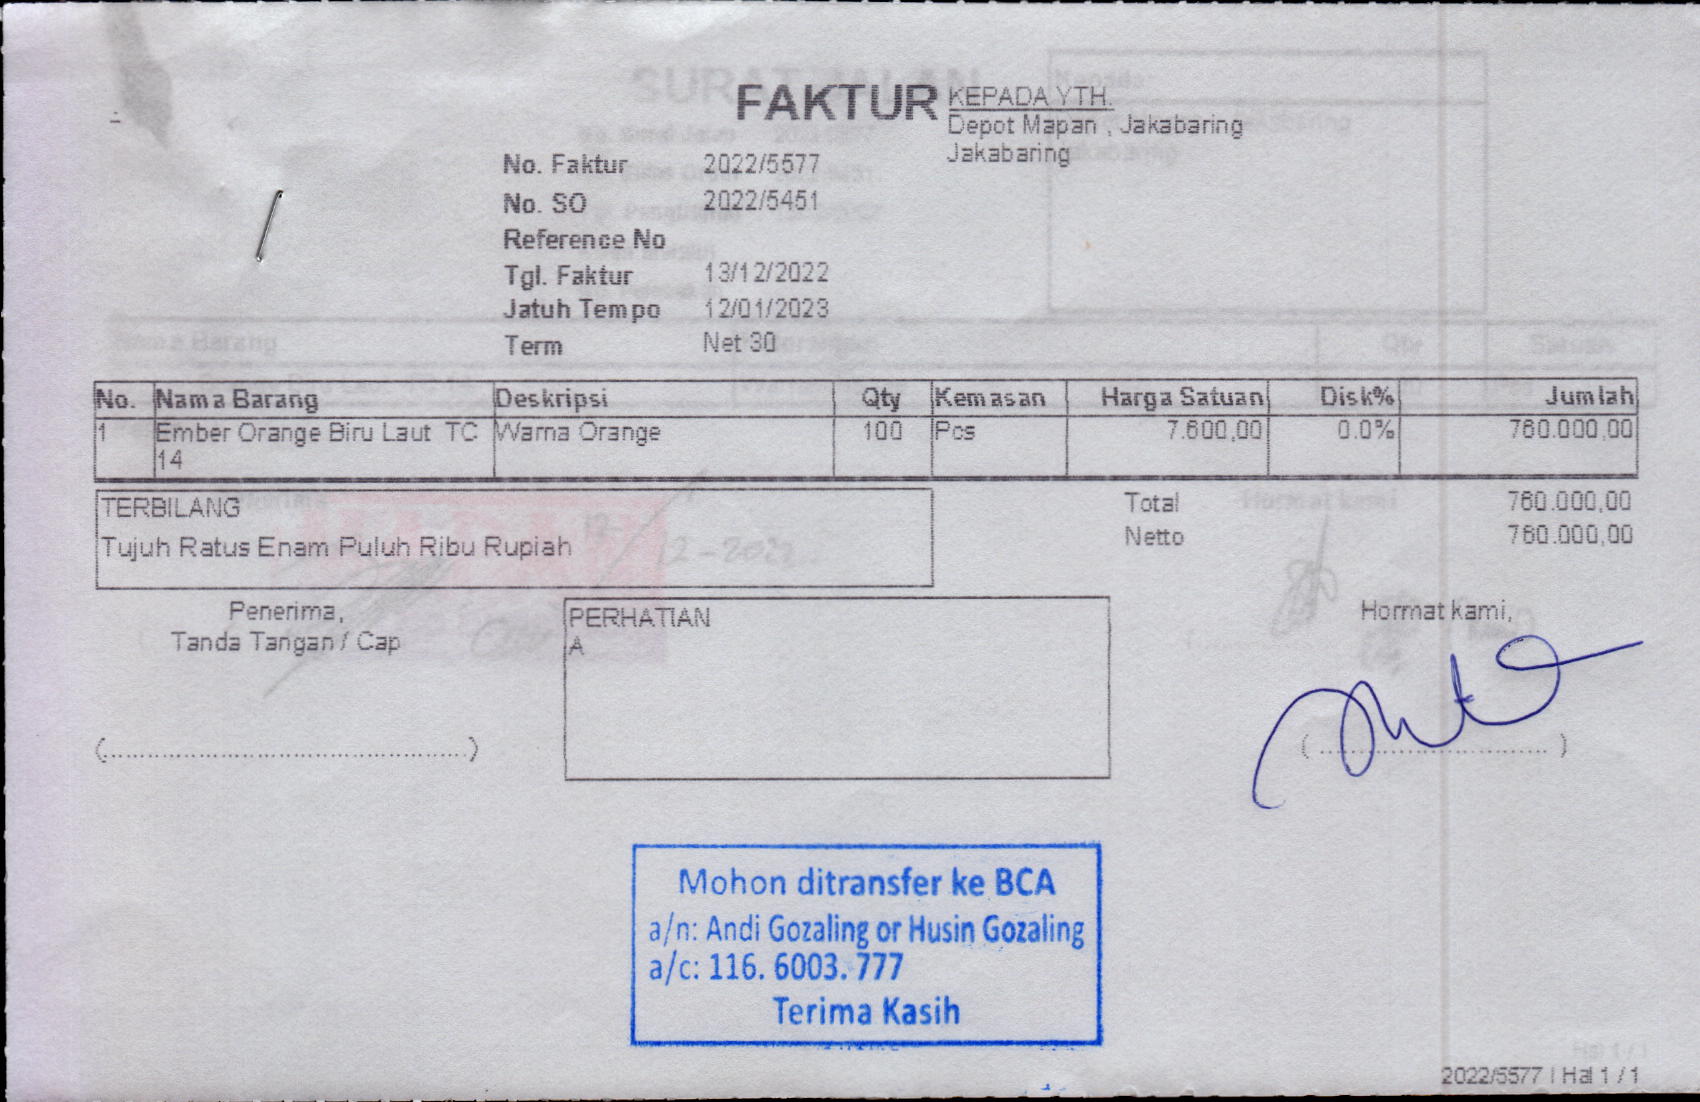 FAKTUR
KEPADA YTH.
Depot Mapan , Jakabaring
Jakabaring
No. Faktur 2022/5577
No. SO 2022/5451
Reference No
Tgl. Faktur 13/12/2022
Jatuh Tempo 12/01/2023
Term Net 30
No. Nama Barang Deskripsi Qty Kemasan Harga Satuan Disk% Jumlah
1 Ember Orange Biru Laut TC Warna Orange 100 Pcs 7.600,00 0.0% 760.000,00
14
TERBILANG
Tujuh Ratus Enam Puluh Ribu Rupiah
Total 760.000,00
Netto 760.000,00
Penerima,
Tanda Tangan / Cap
(........................................)
PERHATIAN
A
Hormat kami,
(............................)
Mohon ditransfer ke BCA
a/n: Andi Gozaling or Husin Gozaling
a/c: 116. 6003. 777
Terima Kasih
Hal 1 / 1
2022/5577 | Hal 1 / 1